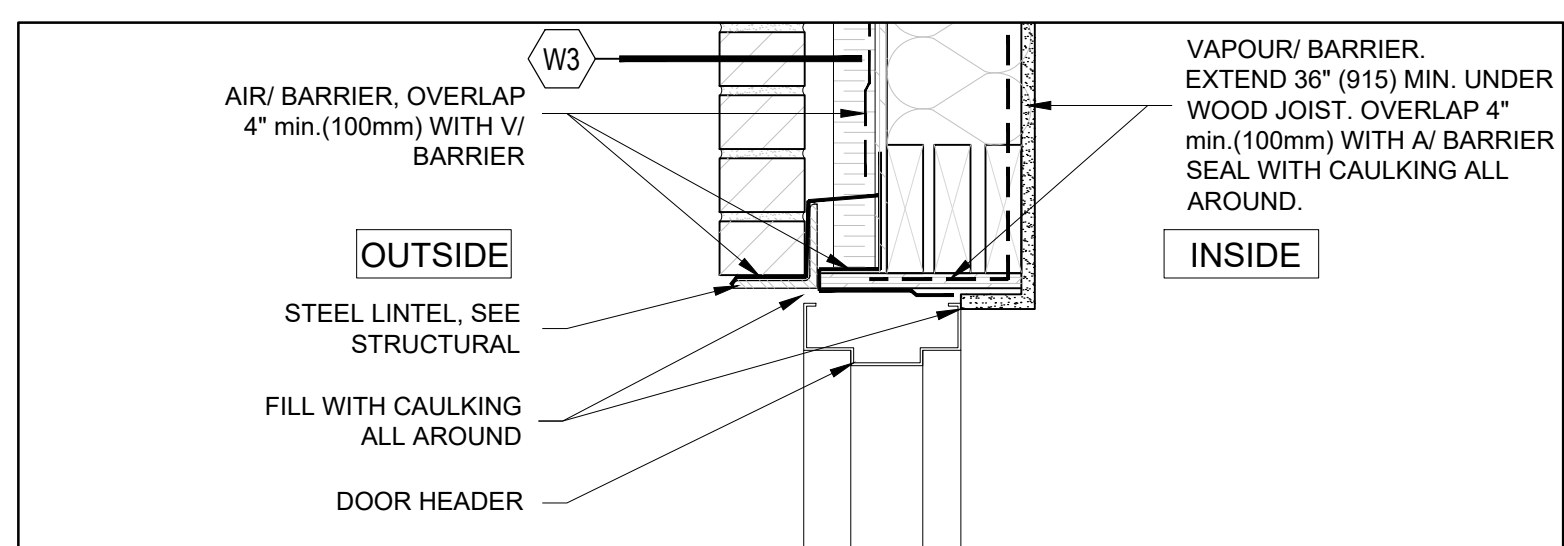 W3
AIR/ BARRIER, OVERLAP
4" min.(100mm) WITH V/
BARRIER
OUTSIDE
STEEL LINTEL, SEE
STRUCTURAL
FILL WITH CAULKING
ALL AROUND
DOOR HEADER
VAPOUR/ BARRIER.
EXTEND 36" (915) MIN. UNDER
WOOD JOIST. OVERLAP 4"
min.(100mm) WITH A/ BARRIER
SEAL WITH CAULKING ALL
AROUND.
INSIDE